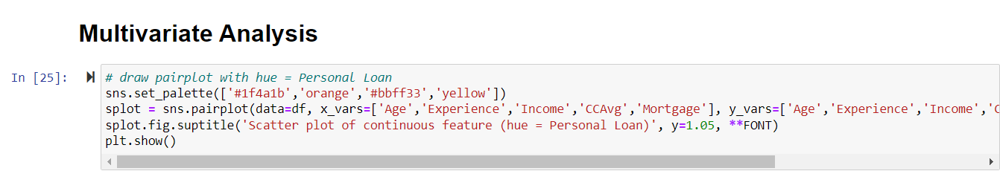 Multivariate Analysis
In [25]:
# draw pairplot with hue = Personal Loan
sns.set_palette(['#1f4a1b','orange','#bbff33','yellow'])
splot = sns.pairplot(data=df, x_vars=['Age','Experience','Income','CCAvg','Mortgage'], y_vars=['Age','Experience','Income','C
splot.fig.suptitle('Scatter plot of continuous feature (hue = Personal Loan)', y=1.05, **FONT)
plt.show()